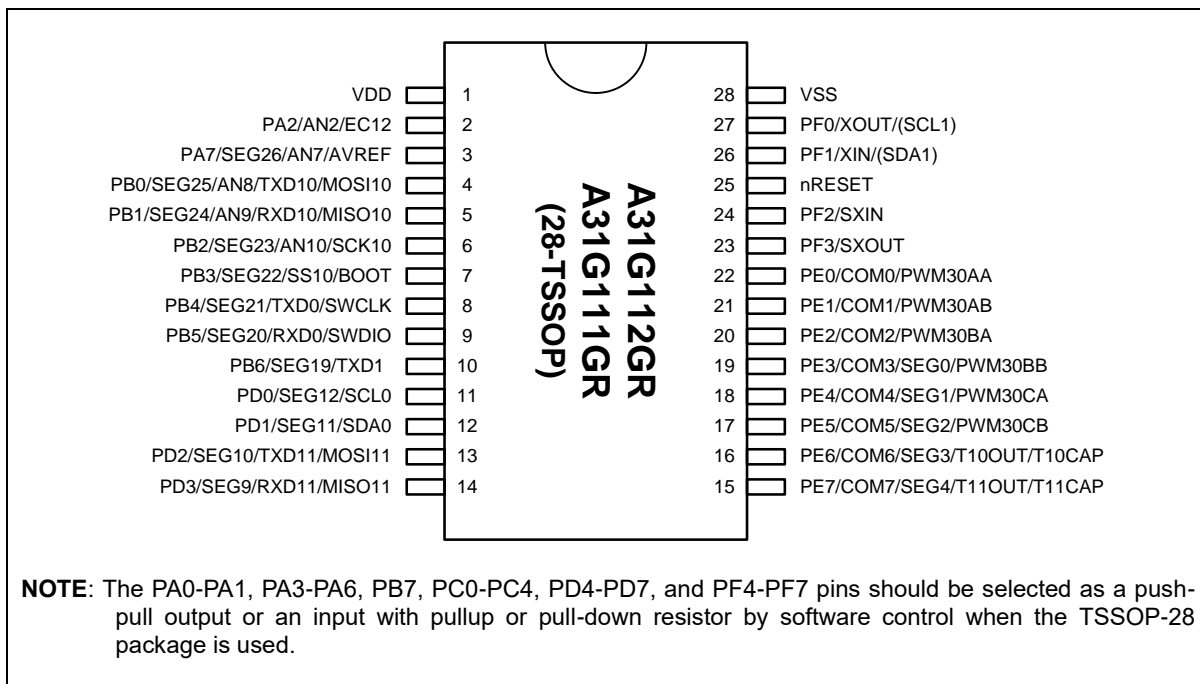 VDD 1 28 VSS
PA2/AN2/EC12 2 27 PF0/XOUT/(SCL1)
PA7/SEG26/AN7/AVREF 3 26 PF1/XIN/(SDA1)
PB0/SEG25/AN8/TXD10/MOSI10 4 25 nRESET
PB1/SEG24/AN9/RXD10/MISO10 5 24 PF2/SXIN
PB2/SEG23/AN10/SCK10 6 23 PF3/SXOUT
PB3/SEG22/SS10/BOOT 7 22 PE0/COM0/PWM30AA
PB4/SEG21/TXD0/SWCLK 8 21 PE1/COM1/PWM30AB
PB5/SEG20/RXD0/SWDIO 9 20 PE2/COM2/PWM30BA
PB6/SEG19/TXD1 10 19 PE3/COM3/SEG0/PWM30BB
PD0/SEG12/SCL0 11 18 PE4/COM4/SEG1/PWM30CA
PD1/SEG11/SDA0 12 17 PE5/COM5/SEG2/PWM30CB
PD2/SEG10/TXD11/MOSI11 13 16 PE6/COM6/SEG3/T10OUT/T10CAP
PD3/SEG9/RXD11/MISO11 14 15 PE7/COM7/SEG4/T11OUT/T11CAP
A31G112GR
A31G111GR
(28-TSSOP)
NOTE: The PA0-PA1, PA3-PA6, PB7, PC0-PC4, PD4-PD7, and PF4-PF7 pins should be selected as a push-
pull output or an input with pullup or pull-down resistor by software control when the TSSOP-28
package is used.